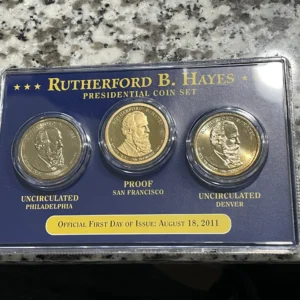 RUTHERFORD B. HAYES
PRESIDENTIAL COIN SET
UNCIRCULATED
PHILADELPHIA
PROOF
SAN FRANCISCO
UNCIRCULATED
DENVER
OFFICIAL FIRST DAY OF ISSUE: AUGUST 18, 2011